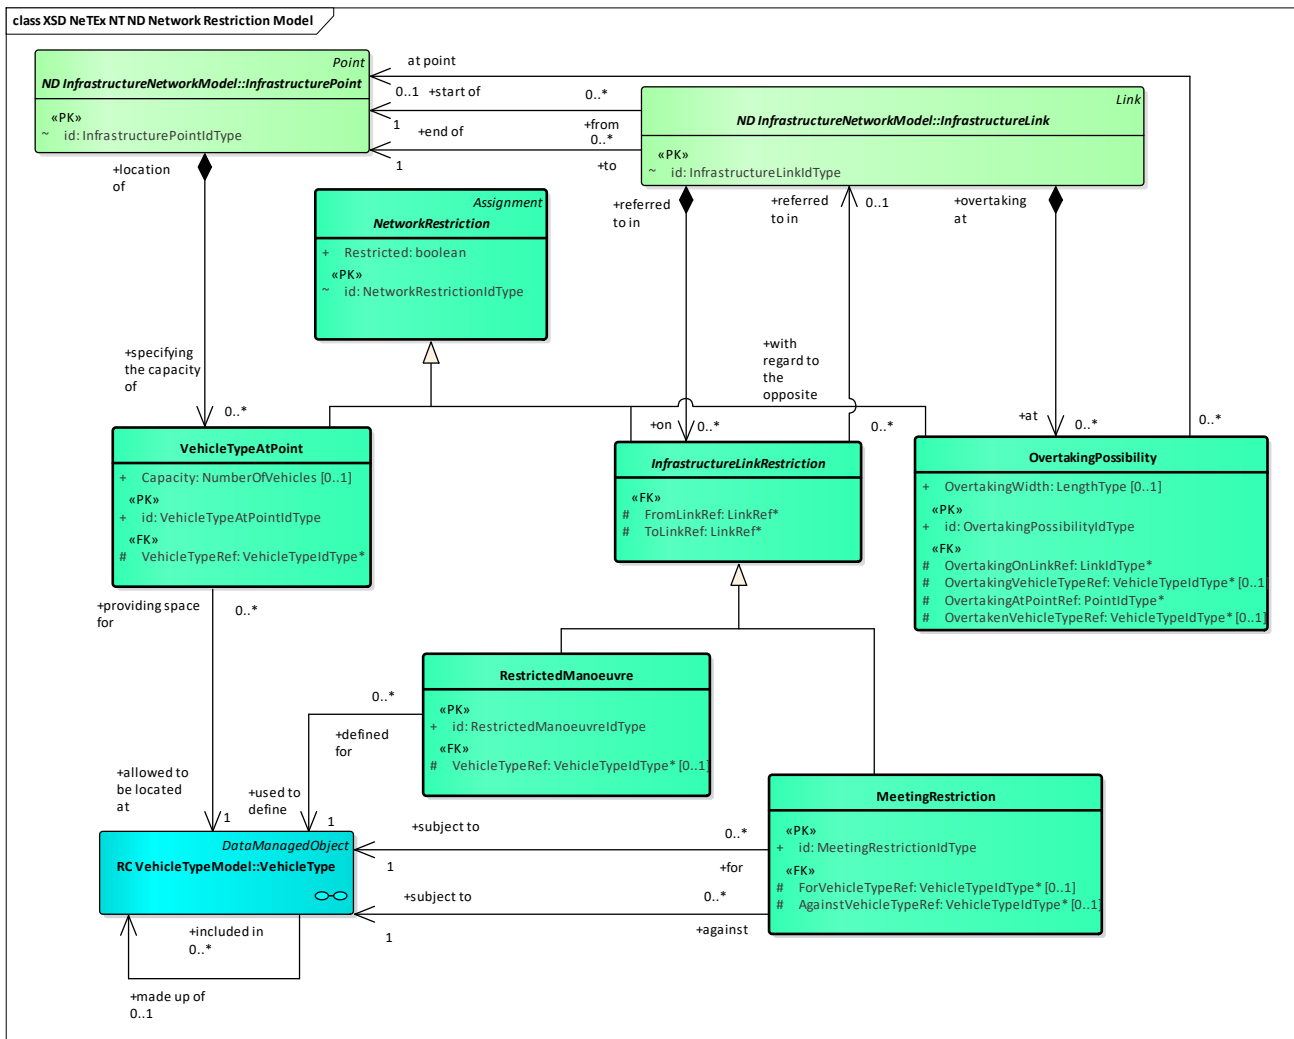 class XSD NeTEx NT ND Network Restriction Model
Point
ND InfrastructureNetworkModel::InfrastructurePoint
«PK»
~ id: InfrastructurePointIdType
at point
0..1
+start of
0..*
1
+from
+end of
0..*
1
+to
Link
ND InfrastructureNetworkModel::InfrastructureLink
«PK»
~ id: InfrastructureLinkIdType
+location
of
+referred
to in
+referred
to in
0..1
+overtaking
at
Assignment
NetworkRestriction
+ Restricted: boolean
«PK»
~ id: NetworkRestrictionIdType
+specifying
the capacity
of
0..*
+with
regard to
the
opposite
+on
0..*
0..*
+at
0..*
0..*
VehicleTypeAtPoint
+ Capacity: NumberOfVehicles [0..1]
«PK»
+ id: VehicleTypeAtPointIdType
«FK»
# VehicleTypeRef: VehicleTypeIdType*
InfrastructureLinkRestriction
«FK»
# FromLinkRef: LinkRef*
# ToLinkRef: LinkRef*
OvertakingPossibility
+ OvertakingWidth: LengthType [0..1]
«PK»
+ id: OvertakingPossibilityIdType
«FK»
# OvertakingOnLinkRef: LinkIdType*
# OvertakingVehicleTypeRef: VehicleTypeIdType* [0..1]
# OvertakingAtPointRef: PointIdType*
# OvertakenVehicleTypeRef: VehicleTypeIdType* [0..1]
+providing space
for
0..*
RestrictedManoeuvre
«PK»
+ id: RestrictedManoeuvreIdType
«FK»
# VehicleTypeRef: VehicleTypeIdType* [0..1]
0..*
+defined
for
+allowed to
be located
at
1
+used to
define
1
MeetingRestriction
«PK»
+ id: MeetingRestrictionIdType
«FK»
# ForVehicleTypeRef: VehicleTypeIdType* [0..1]
# AgainstVehicleTypeRef: VehicleTypeIdType* [0..1]
+subject to
0..*
1
+for
+subject to
0..*
1
+against
DataManagedObject
RC VehicleTypeModel::VehicleType
+included in
0..*
+made up of
0..1